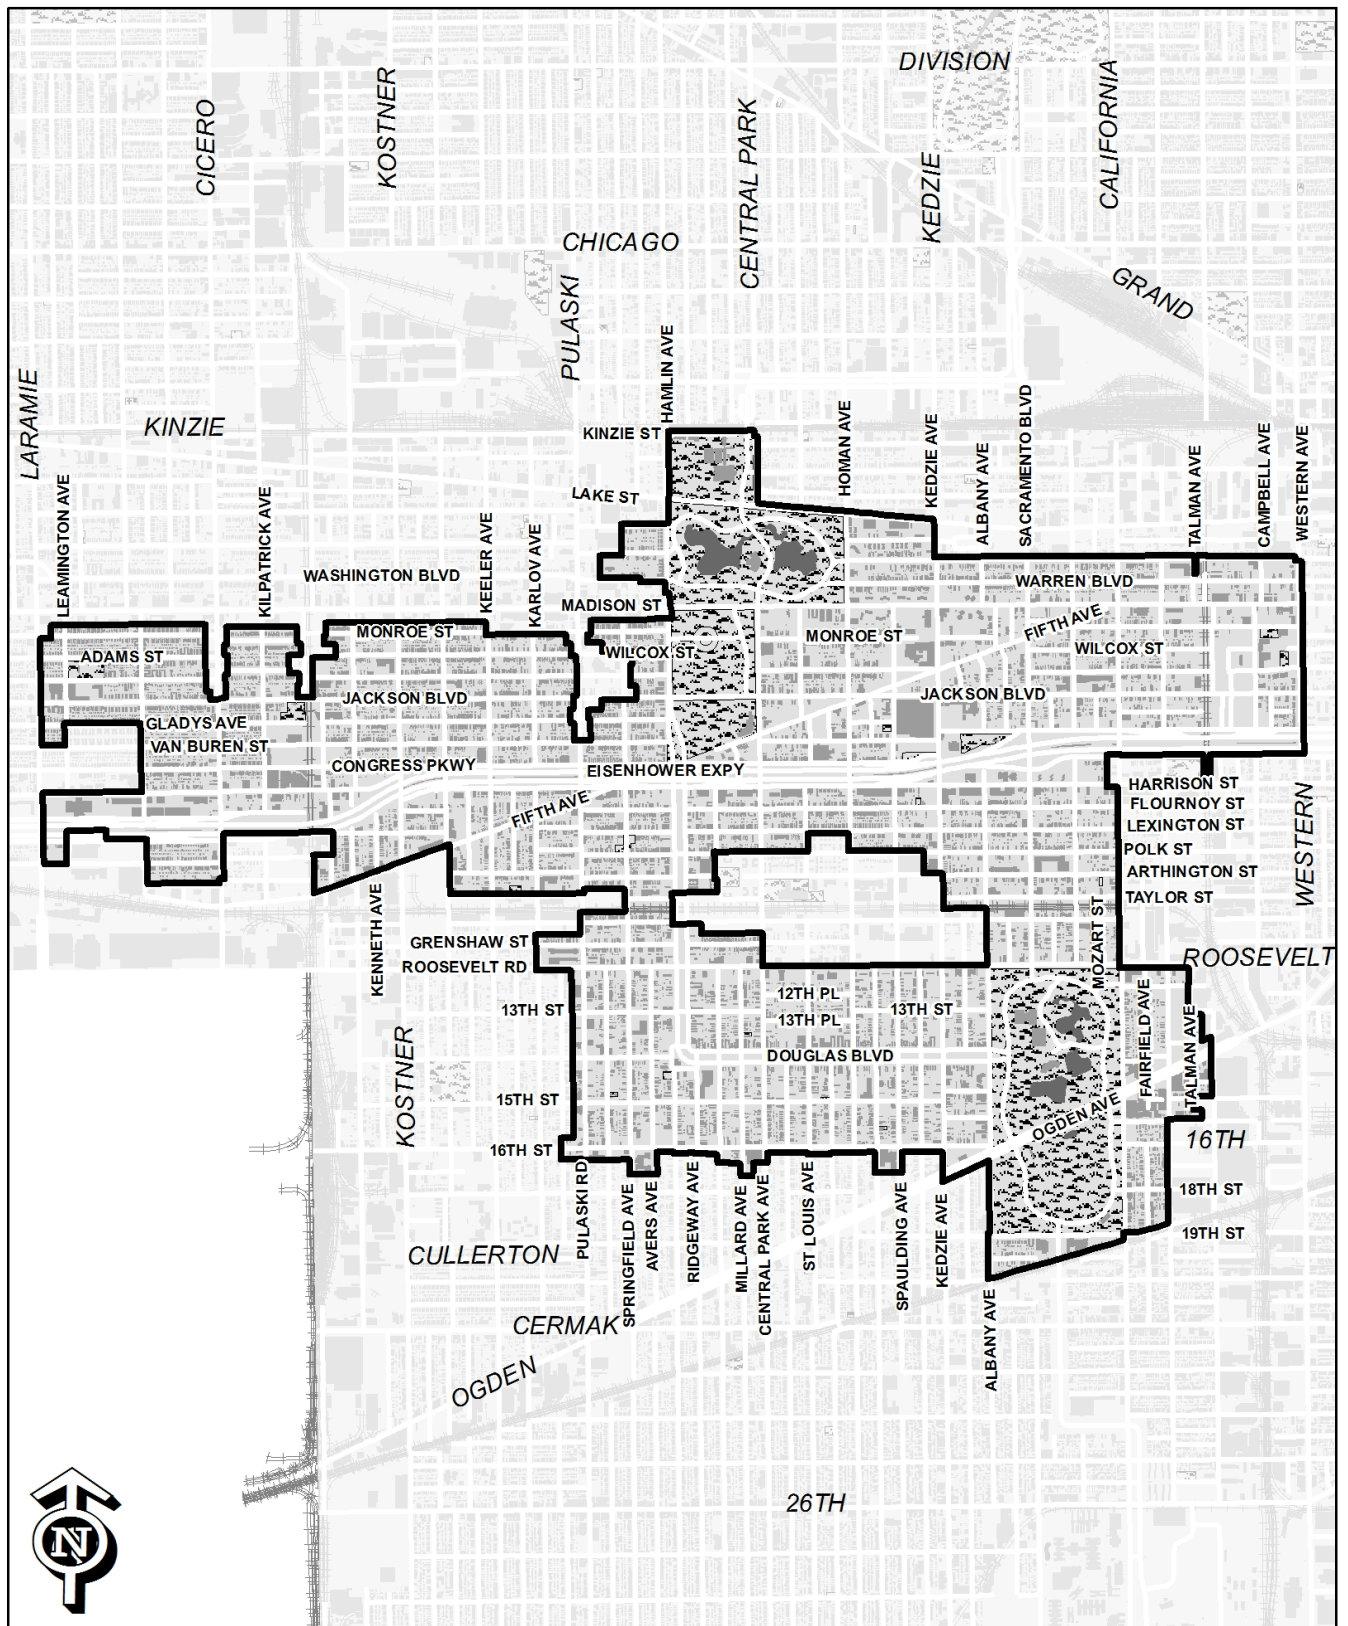 DIVISION
CICERO
KOSTNER
CENTRAL PARK
KEDZIE
CALIFORNIA
CHICAGO
PULASKI
GRAND
HAMLIN AVE
LARAMIE
KINZIE
KINZIE ST
HOMAN AVE
KEDZIE AVE
ALBANY AVE
SACRAMENTO BLVD
TALMAN AVE
CAMPBELL AVE
WESTERN AVE
LEAMINGTON AVE
KILPATRICK AVE
KEELER AVE
KARLOV AVE
LAKE ST
WASHINGTON BLVD
WARREN BLVD
MADISON ST
MONROE ST
MONROE ST
FIFTH AVE
ADAMS ST
WILCOX ST
WILCOX ST
JACKSON BLVD
JACKSON BLVD
GLADYS AVE
VAN BUREN ST
CONGRESS PKWY
EISENHOWER EXPY
FIFTH AVE
HARRISON ST
FLOURNOY ST
LEXINGTON ST
POLK ST
ARTHINGTON ST
TAYLOR ST
WESTERN
KENNETH AVE
MOZART ST
GRENSHAW ST
ROOSEVELT RD
ROOSEVELT
12TH PL
13TH ST
13TH ST
13TH PL
FAIRFIELD AVE
TALMAN AVE
KOSTNER
DOUGLAS BLVD
15TH ST
OGDEN AVE
16TH ST
16TH
PULASKI RD
SPRINGFIELD AVE
AVERS AVE
RIDGEWAY AVE
MILLARD AVE
CENTRAL PARK AVE
ST LOUIS AVE
SPAULDING AVE
KEDZIE AVE
18TH ST
19TH ST
CULLERTON
ALBANY AVE
CERMAK
OGDEN
26TH
N